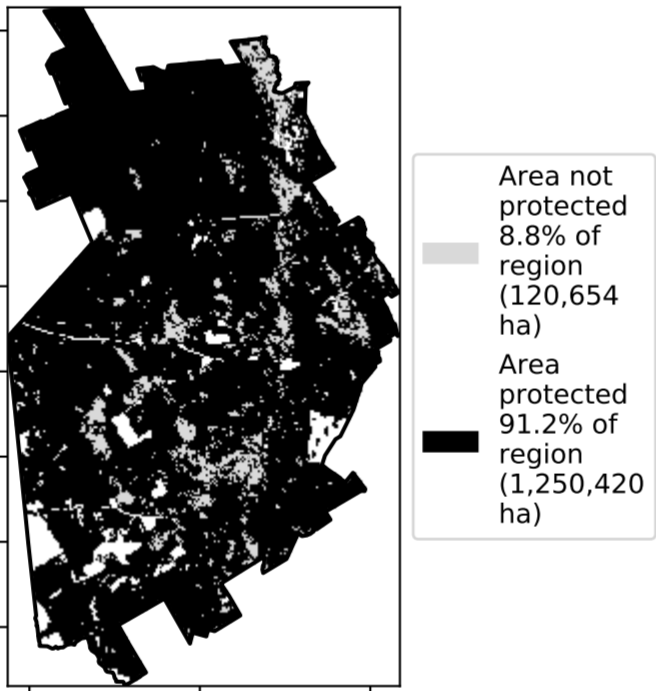 Area not
protected
8.8% of
region
(120,654
ha)
Area
protected
91.2% of
region
(1,250,420
ha)